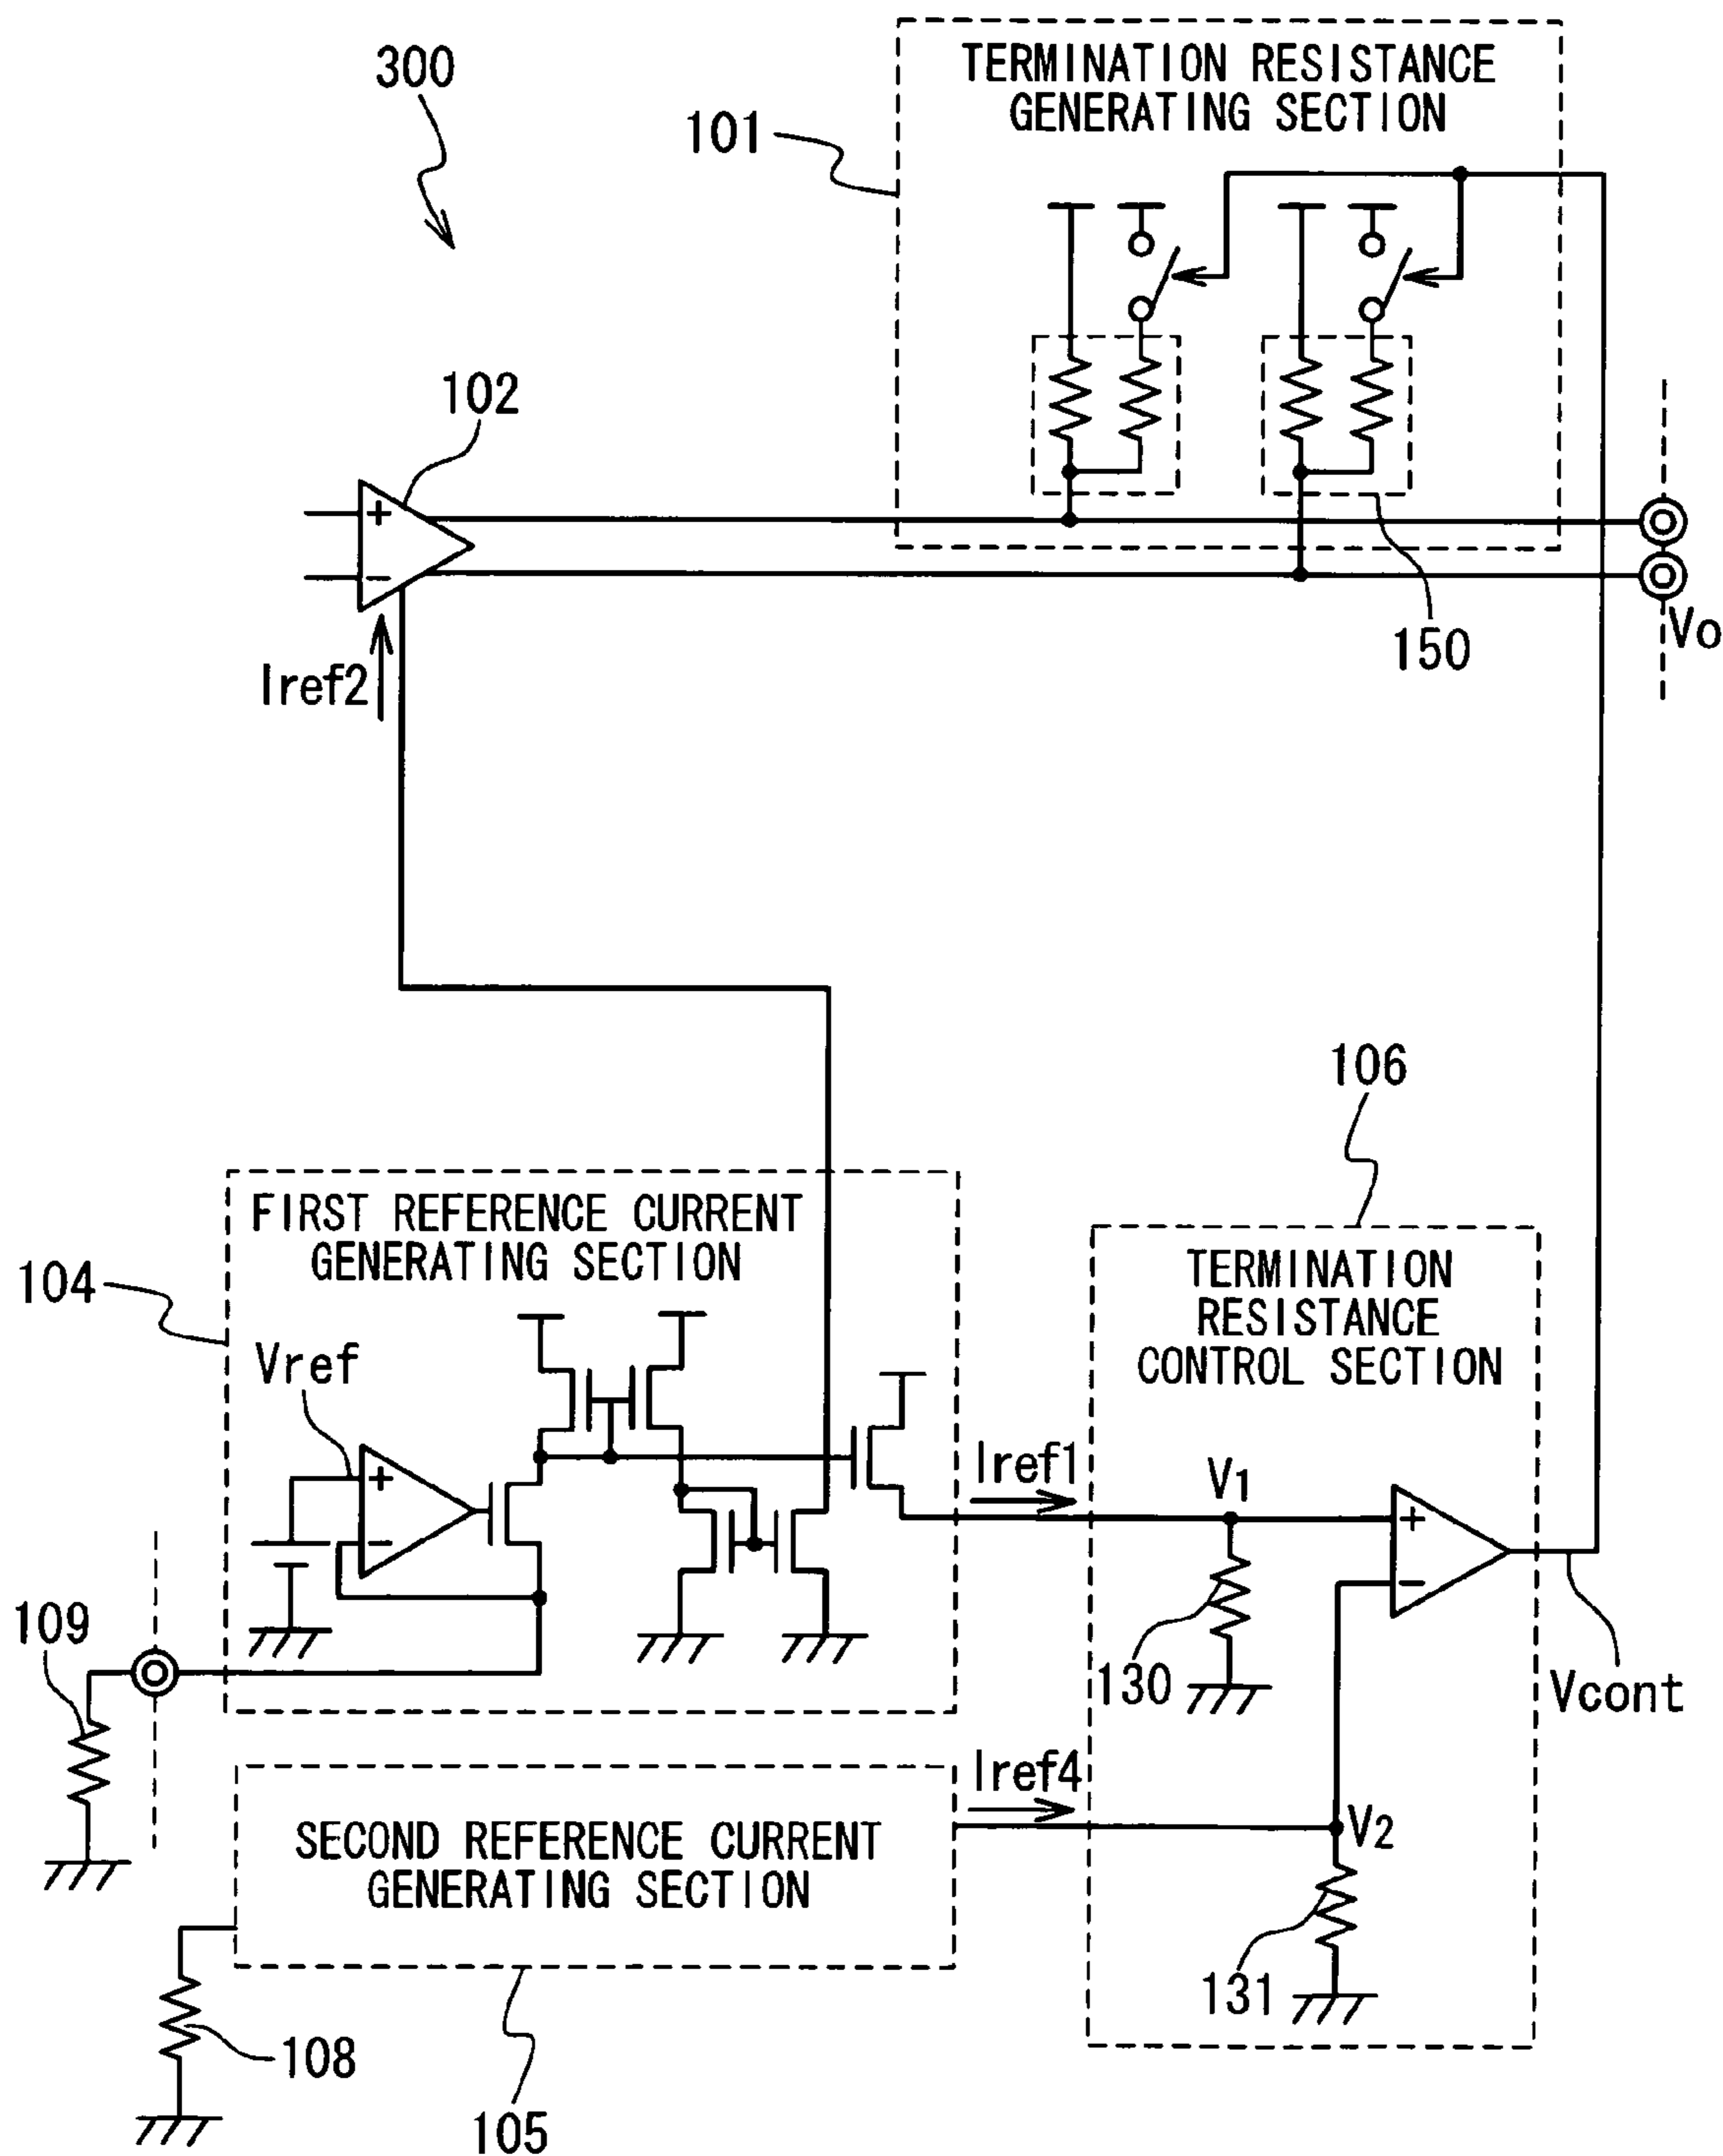 300
TERMINATION RESISTANCE
GENERATING SECTION
101
102
+
−
Iref2
150
Vo
106
FIRST REFERENCE CURRENT
GENERATING SECTION
104
Vref
+
−
109
TERMINATION
RESISTANCE
CONTROL SECTION
Iref1
V1
+
−
130
Vcont
Iref4
SECOND REFERENCE CURRENT
GENERATING SECTION
V2
131
108
105